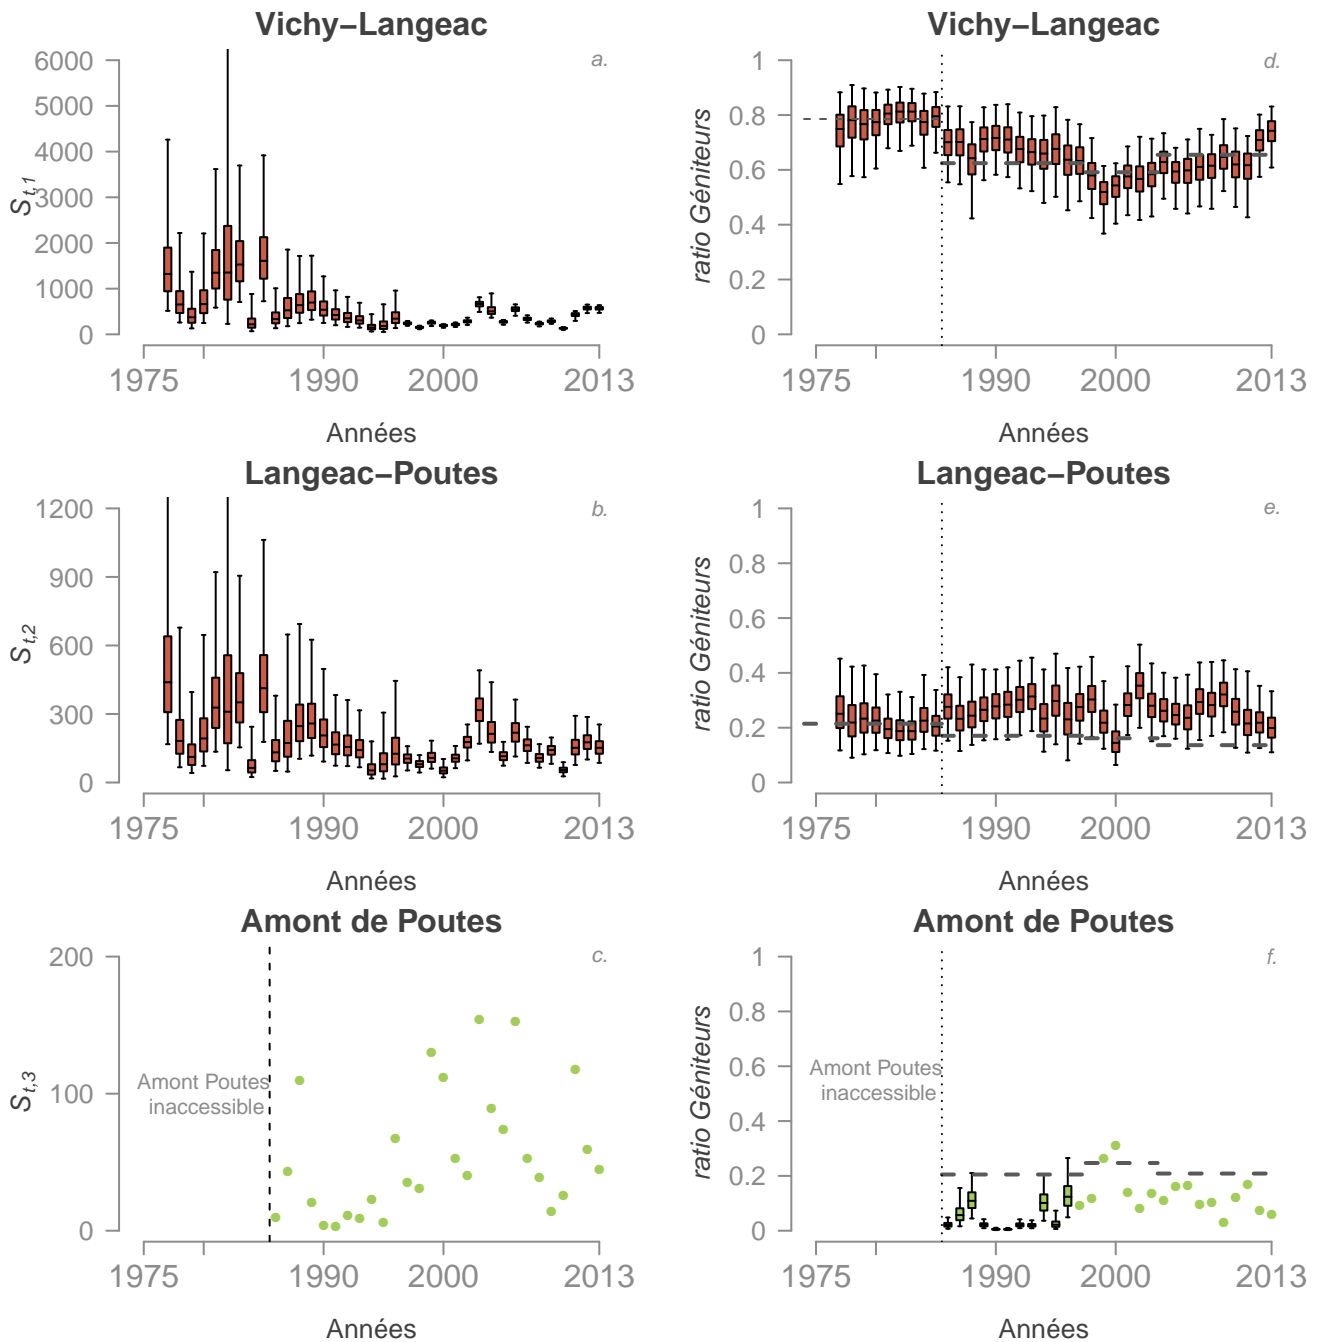 Vichy−Langeac
a.
6000
5000
4000
3000
2000
1000
0
St,1
1975
1990
2000
2013
Années
Vichy−Langeac
d.
1
0.8
0.6
0.4
0.2
0
ratio Géniteurs
1975
1990
2000
2013
Années
Langeac−Poutes
b.
1200
900
600
300
0
St,2
1975
1990
2000
2013
Années
Langeac−Poutes
e.
1
0.8
0.6
0.4
0.2
0
ratio Géniteurs
1975
1990
2000
2013
Années
Amont de Poutes
c.
200
100
0
St,3
Amont Poutes
inaccessible
1975
1990
2000
2013
Années
Amont de Poutes
f.
1
0.8
0.6
0.4
0.2
0
ratio Géniteurs
Amont Poutes
inaccessible
1975
1990
2000
2013
Années